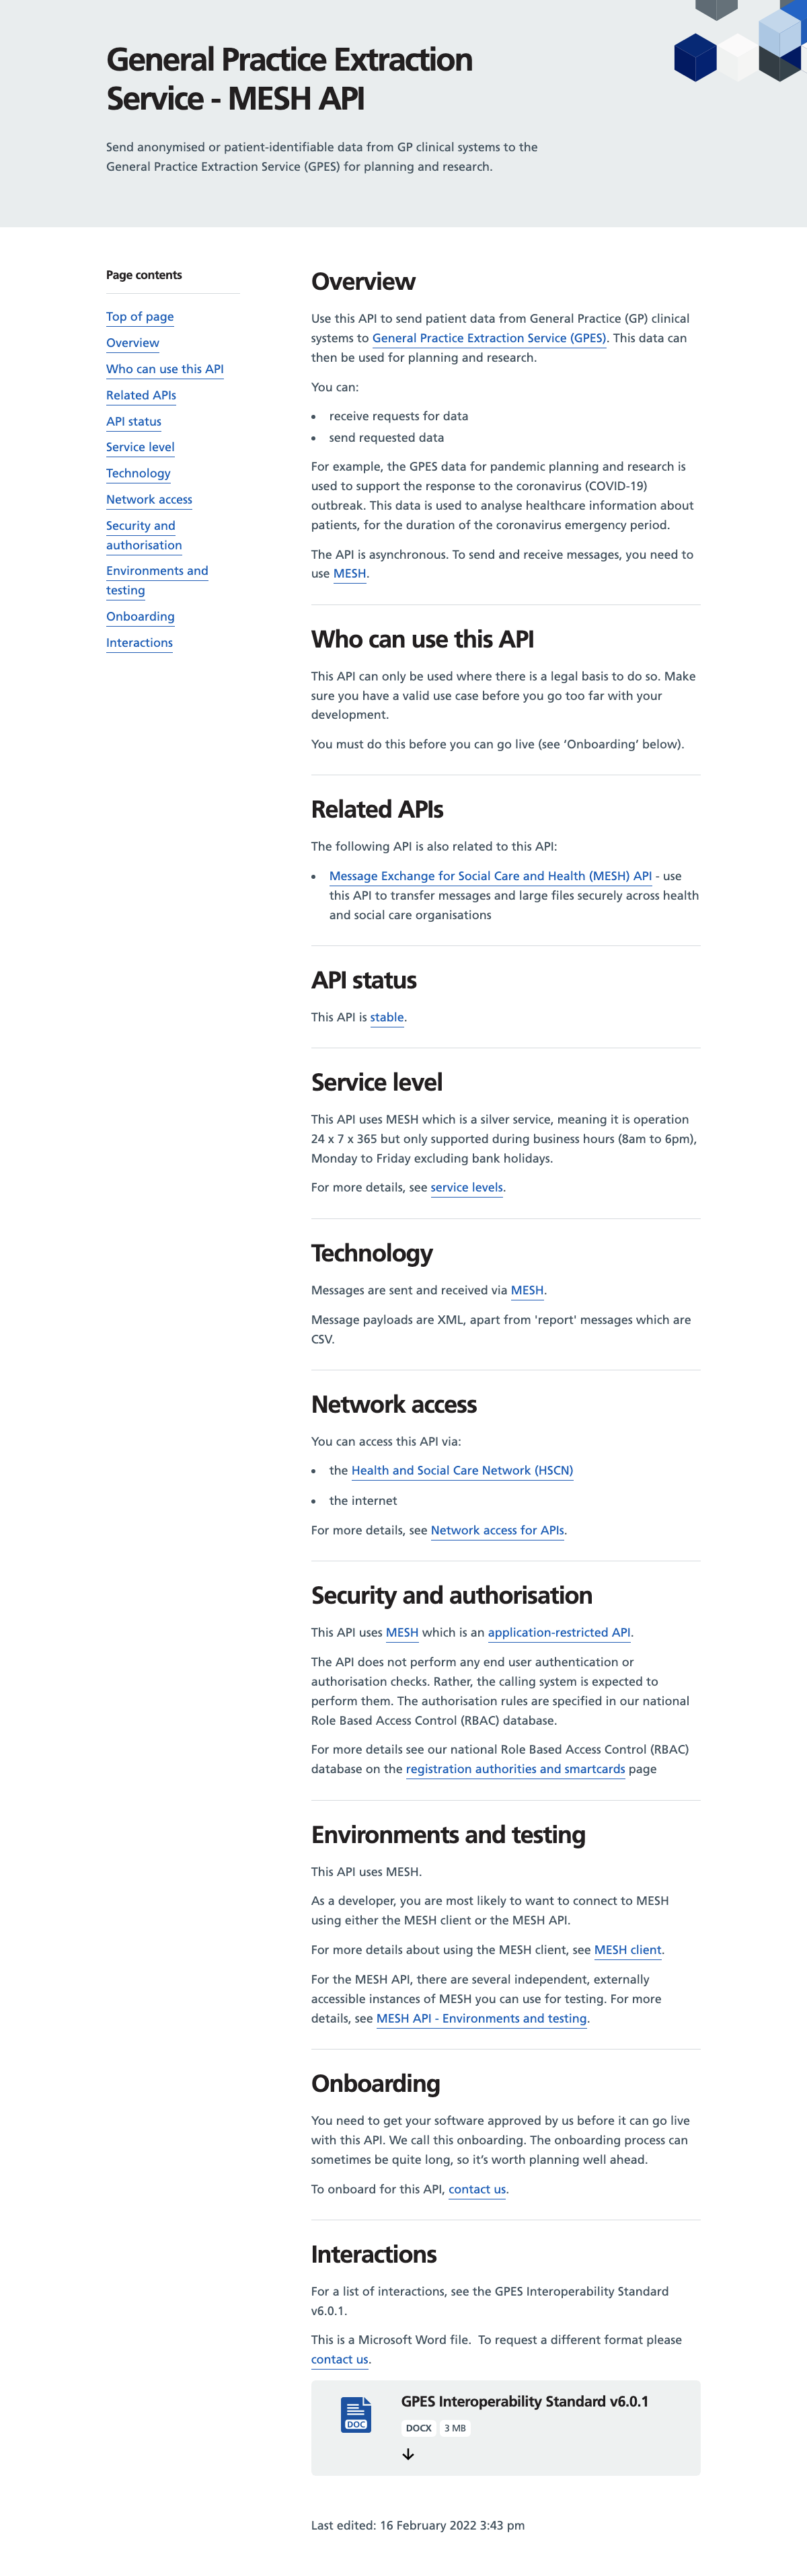 General Practice Extraction
Service - MESH API
Send anonymised or patient-identifiable data from GP clinical systems to the
General Practice Extraction Service (GPES) for planning and research.
Page contents
Top of page
Overview
Who can use this API
Related APIs
API status
Service level
Technology
Network access
Security and
authorisation
Environments and
testing
Onboarding
Interactions
Overview
Use this API to send patient data from General Practice (GP) clinical
systems to General Practice Extraction Service (GPES). This data can
then be used for planning and research.
You can:
• receive requests for data
• send requested data
For example, the GPES data for pandemic planning and research is
used to support the response to the coronavirus (COVID-19)
outbreak. This data is used to analyse healthcare information about
patients, for the duration of the coronavirus emergency period.
The API is asynchronous. To send and receive messages, you need to
use MESH.
Who can use this API
This API can only be used where there is a legal basis to do so. Make
sure you have a valid use case before you go too far with your
development.
You must do this before you can go live (see ‘Onboarding’ below).
Related APIs
The following API is also related to this API:
• Message Exchange for Social Care and Health (MESH) API - use
this API to transfer messages and large files securely across health
and social care organisations
API status
This API is stable.
Service level
This API uses MESH which is a silver service, meaning it is operation
24 x 7 x 365 but only supported during business hours (8am to 6pm),
Monday to Friday excluding bank holidays.
For more details, see service levels.
Technology
Messages are sent and received via MESH.
Message payloads are XML, apart from 'report' messages which are
CSV.
Network access
You can access this API via:
• the Health and Social Care Network (HSCN)
• the internet
For more details, see Network access for APIs.
Security and authorisation
This API uses MESH which is an application-restricted API.
The API does not perform any end user authentication or
authorisation checks. Rather, the calling system is expected to
perform them. The authorisation rules are specified in our national
Role Based Access Control (RBAC) database.
For more details see our national Role Based Access Control (RBAC)
database on the registration authorities and smartcards page
Environments and testing
This API uses MESH.
As a developer, you are most likely to want to connect to MESH
using either the MESH client or the MESH API.
For more details about using the MESH client, see MESH client.
For the MESH API, there are several independent, externally
accessible instances of MESH you can use for testing. For more
details, see MESH API - Environments and testing.
Onboarding
You need to get your software approved by us before it can go live
with this API. We call this onboarding. The onboarding process can
sometimes be quite long, so it’s worth planning well ahead.
To onboard for this API, contact us.
Interactions
For a list of interactions, see the GPES Interoperability Standard
v6.0.1.
This is a Microsoft Word file.  To request a different format please
contact us.
DOC
GPES Interoperability Standard v6.0.1
DOCX 3 MB
Last edited: 16 February 2022 3:43 pm